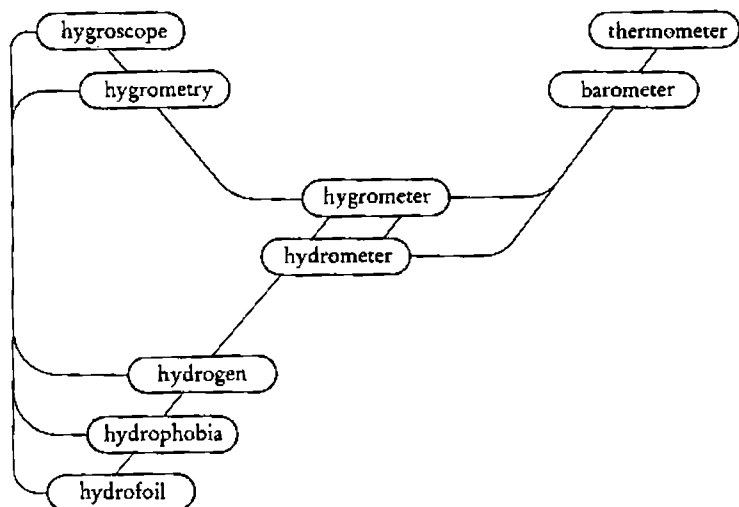 hygroscope
thermometer
hygrometry
barometer
hygrometer
hydrometer
hydrogen
hydrophobia
hydrofoil